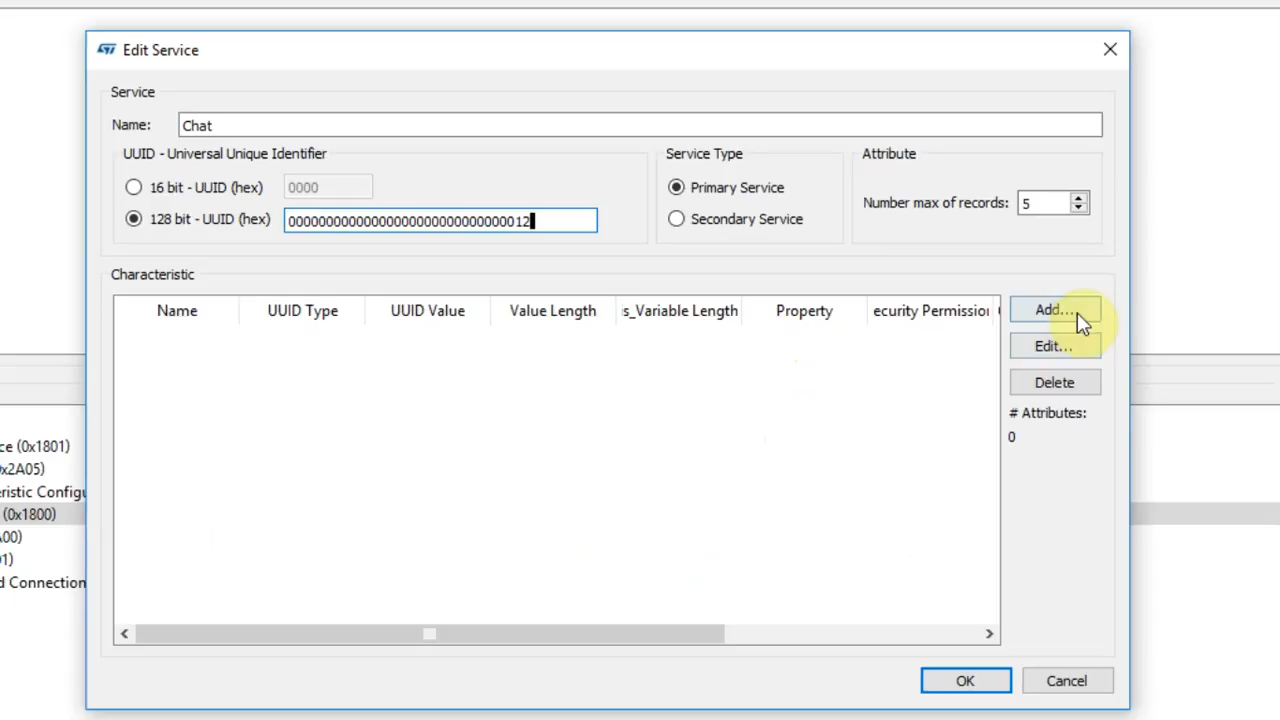 Edit Service
Service
Name: Chat
UUID - Universal Unique Identifier
16 bit - UUID (hex) 0000
128 bit - UUID (hex) 00000000000000000000000000000012
Service Type
Primary Service
Secondary Service
Attribute
Number max of records: 5
Characteristic
Name UUID Type UUID Value Value Length s_Variable Length Property ecurity Permission
Add...
Edit...
Delete
# Attributes:
0
OK Cancel
ce (0x1801)
x2A05)
eristic Configu
(0x1800)
A00)
01)
d Connection